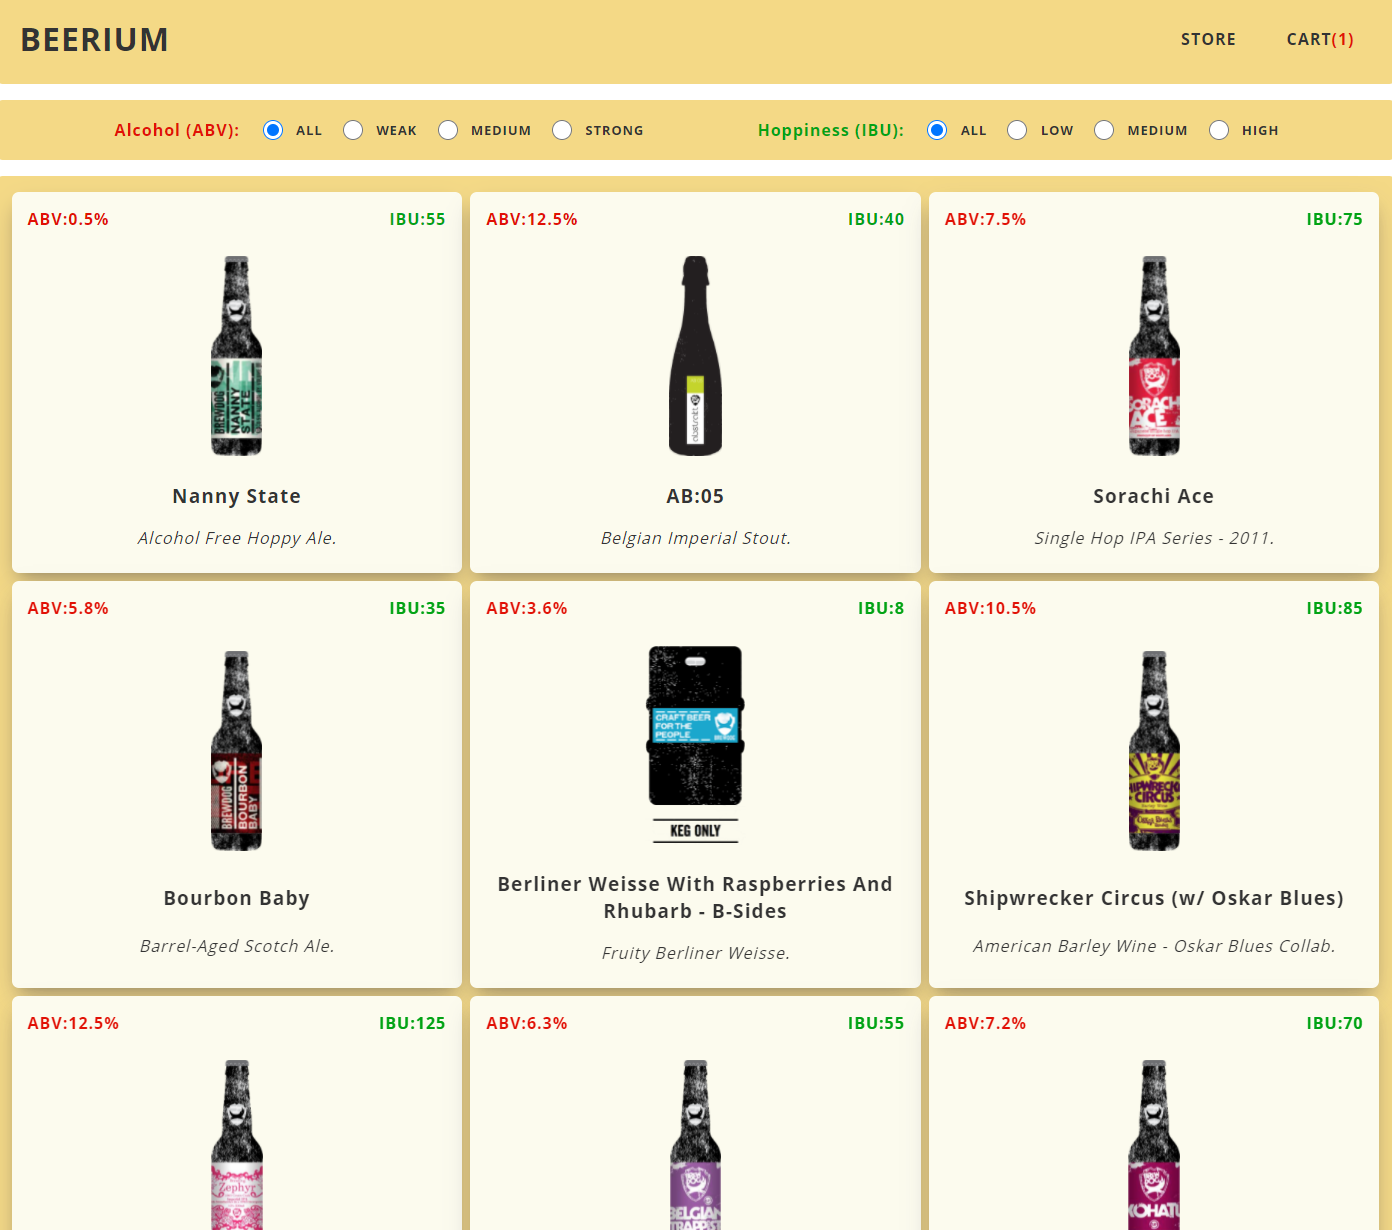 BEERIUM
STORE CART(1)
Alcohol (ABV): ALL WEAK MEDIUM STRONG Hoppiness (IBU): ALL LOW MEDIUM HIGH
ABV:0.5% IBU:55
BREWDOG
NANNY
STATE
Nanny State
Alcohol Free Hoppy Ale.
ABV:12.5% IBU:40
abstrakt
AB:05
Belgian Imperial Stout.
ABV:7.5% IBU:75
SORACHI
ACE
Sorachi Ace
Single Hop IPA Series - 2011.
ABV:5.8% IBU:35
BREWDOG
BOURBON
BABY
Bourbon Baby
Barrel-Aged Scotch Ale.
ABV:3.6% IBU:8
CRAFT BEER
FOR THE
PEOPLE
BREWDOG
KEG ONLY
Berliner Weisse With Raspberries And
Rhubarb - B-Sides
Fruity Berliner Weisse.
ABV:10.5% IBU:85
HIPWRECK
CIRCUS
Shipwrecker Circus (w/ Oskar Blues)
American Barley Wine - Oskar Blues Collab.
ABV:12.5% IBU:125
Zephyr
ABV:6.3% IBU:55
BELGIAN
TRAPPIST
ABV:7.2% IBU:70
KOHATU